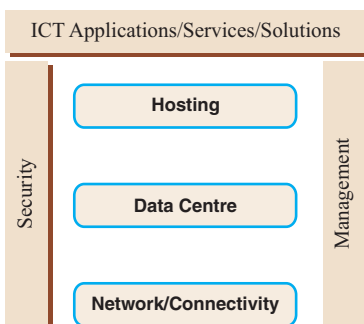 ICT Applications/Services/Solutions
Security
Hosting
Data Centre
Network/Connectivity
Management